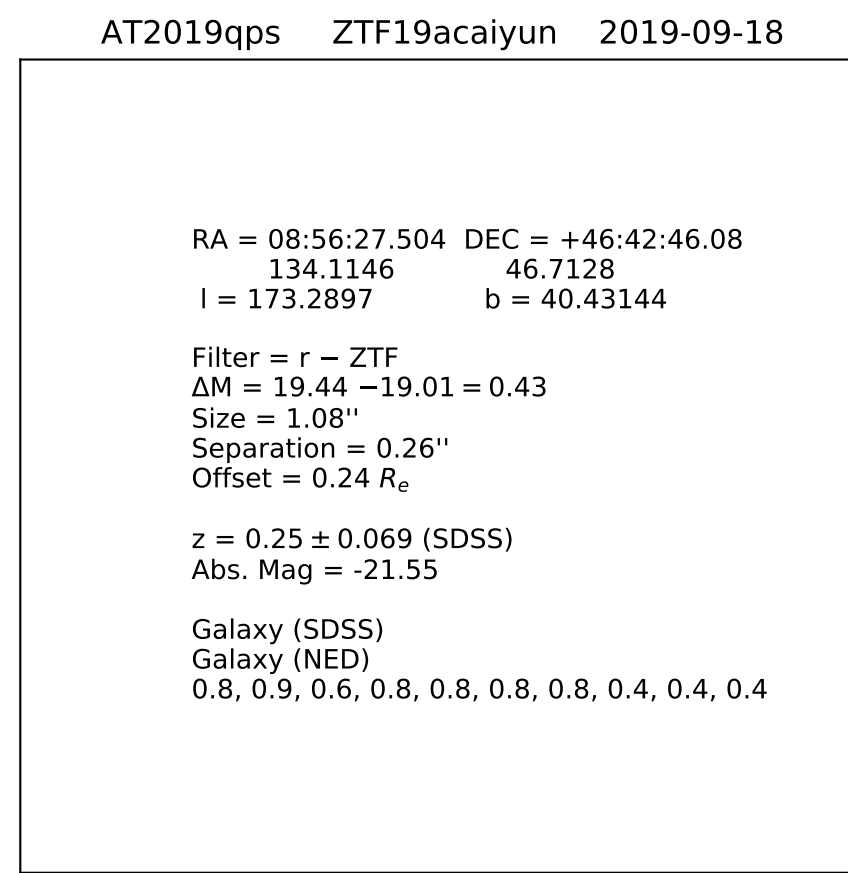 AT2019qps ZTF19acaiyun 2019-09-18
RA = 08:56:27.504 DEC = +46:42:46.08
134.1146 46.7128
l = 173.2897 b = 40.43144
Filter = r − ZTF
ΔM = 19.44 −19.01 = 0.43
Size = 1.08''
Separation = 0.26''
Offset = 0.24 Rₑ
z = 0.25 ± 0.069 (SDSS)
Abs. Mag = -21.55
Galaxy (SDSS)
Galaxy (NED)
0.8, 0.9, 0.6, 0.8, 0.8, 0.8, 0.8, 0.4, 0.4, 0.4